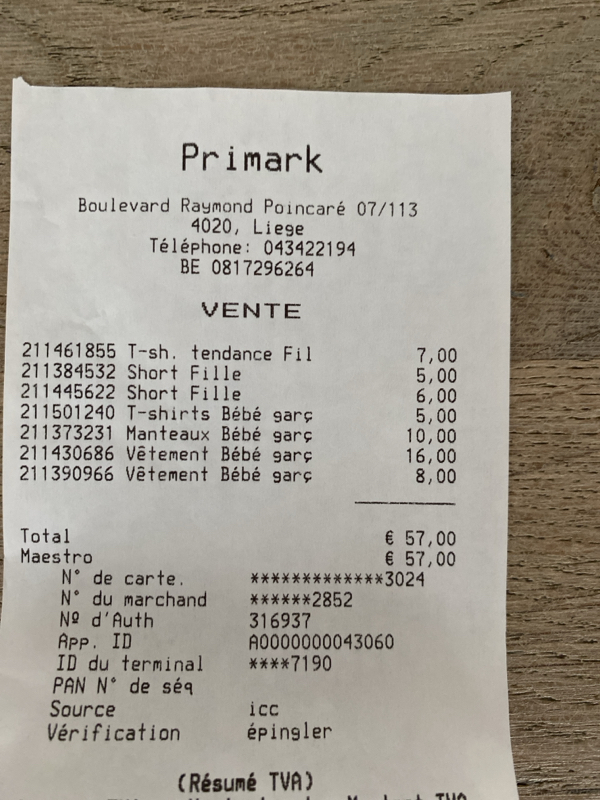 Primark
Boulevard Raymond Poincaré 07/113
4020, Liege
Téléphone: 043422194
BE 0817296264
VENTE
211461855 T-sh. tendance Fil 7,00
211384532 Short Fille 5,00
211445622 Short Fille 6,00
211501240 T-shirts Bébé garç 5,00
211373231 Manteaux Bébé garç 10,00
211430686 Vêtement Bébé garç 16,00
211390966 Vêtement Bébé garç 8,00
Total € 57,00
Maestro € 57,00
N° de carte. *************3024
N° du marchand ******2852
Nº d'Auth 316937
App. ID A0000000043060
ID du terminal ****7190
PAN N° de séq
Source icc
Vérification épingler
(Résumé TVA)